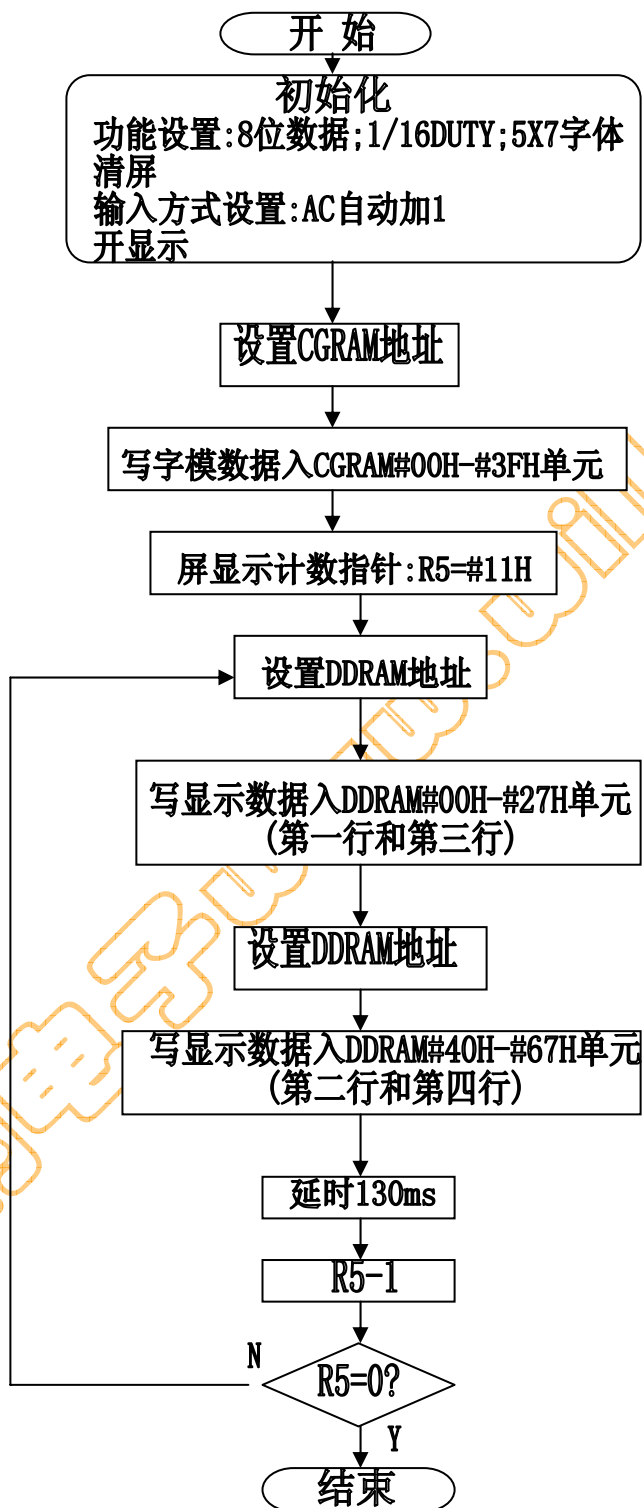 开 始
初始化
功能设置:8位数据;1/16DUTY;5X7字体
清屏
输入方式设置:AC自动加1
开显示
设置CGRAM地址
写字模数据入CGRAM#00H-#3FH单元
屏显示计数指针:R5=#11H
设置DDRAM地址
写显示数据入DDRAM#00H-#27H单元
(第一行和第三行)
设置DDRAM地址
写显示数据入DDRAM#40H-#67H单元
(第二行和第四行)
延时130ms
R5-1
N
R5=0?
Y
结束
电子www.wil